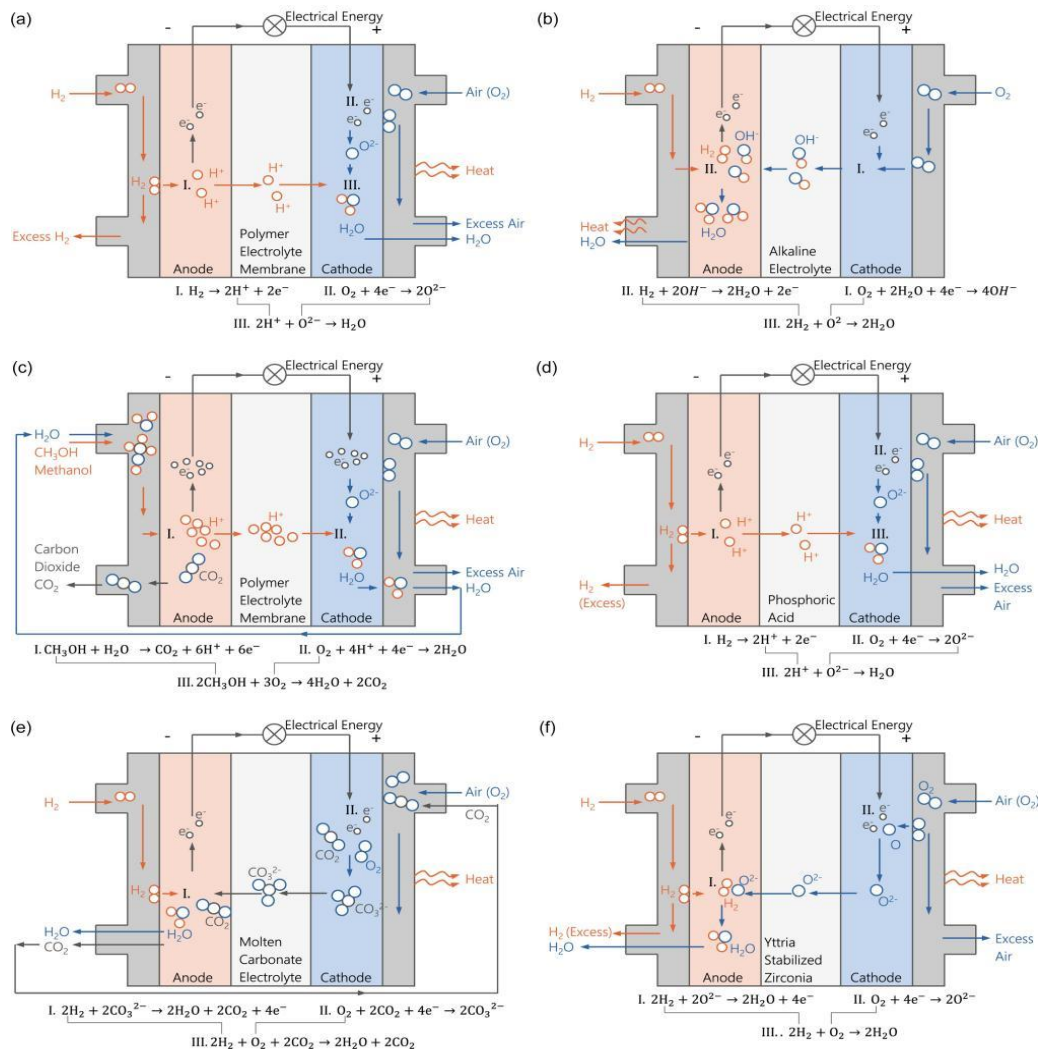 (a)
Electrical Energy
- +
H₂
Air (O₂)
II.
e⁻
e⁻
e⁻
e⁻
O²⁻
H₂
I.
H⁺
H⁺
H⁺
H⁺
III.
Heat
H₂O
Excess H₂
Excess Air
H₂O
Anode
Polymer
Electrolyte
Membrane
Cathode
I. H₂ → 2H⁺ + 2e⁻
II. O₂ + 4e⁻ → 2O²⁻
III. 2H⁺ + O²⁻ → H₂O
(b)
Electrical Energy
- +
H₂
O₂
e⁻
e⁻
e⁻
e⁻
OH⁻
OH⁻
H₂
II.
I.
H₂O
Heat
H₂O
Anode
Alkaline
Electrolyte
Cathode
II. H₂ + 2OH⁻ → 2H₂O + 2e⁻
I. O₂ + 2H₂O + 4e⁻ → 4OH⁻
III. 2H₂ + O² → 2H₂O
(c)
Electrical Energy
- +
H₂O
CH₃OH
Methanol
Air (O₂)
e⁻
e⁻
O²⁻
I.
H⁺
H⁺
II.
Heat
Carbon
Dioxide
CO₂
CO₂
H₂O
Excess Air
H₂O
Anode
Polymer
Electrolyte
Membrane
Cathode
I. CH₃OH + H₂O → CO₂ + 6H⁺ + 6e⁻
II. O₂ + 4H⁺ + 4e⁻ → 2H₂O
III. 2CH₃OH + 3O₂ → 4H₂O + 2CO₂
(d)
Electrical Energy
- +
H₂
Air (O₂)
II.
e⁻
e⁻
e⁻
e⁻
O²⁻
H₂
I.
H⁺
H⁺
H⁺
H⁺
III.
Heat
H₂O
H₂O
H₂
(Excess)
Excess
Air
Anode
Phosphoric
Acid
Cathode
I. H₂ → 2H⁺ + 2e⁻
II. O₂ + 4e⁻ → 2O²⁻
III. 2H⁺ + O²⁻ → H₂O
(e)
Electrical Energy
- +
H₂
Air (O₂)
CO₂
II.
e⁻
e⁻
e⁻
e⁻
CO₂
O₂
CO₃²⁻
H₂
I.
CO₂
CO₃²⁻
Heat
H₂O
H₂O
CO₂
Anode
Molten
Carbonate
Electrolyte
Cathode
I. 2H₂ + 2CO₃²⁻ → 2H₂O + 2CO₂ + 4e⁻
II. O₂ + 2CO₂ + 4e⁻ → 2CO₃²⁻
III. 2H₂ + O₂ + 2CO₂ → 2H₂O + 2CO₂
(f)
Electrical Energy
- +
H₂
O₂
Air (O₂)
II.
e⁻
e⁻
e⁻
e⁻
O
H₂
I.
O²⁻
O²⁻
H₂
O²⁻
Heat
H₂ (Excess)
H₂O
H₂O
Excess
Air
Anode
Yttria
Stabilized
Zirconia
Cathode
I. 2H₂ + 2O²⁻ → 2H₂O + 4e⁻
II. O₂ + 4e⁻ → 2O²⁻
III.. 2H₂ + O₂ → 2H₂O